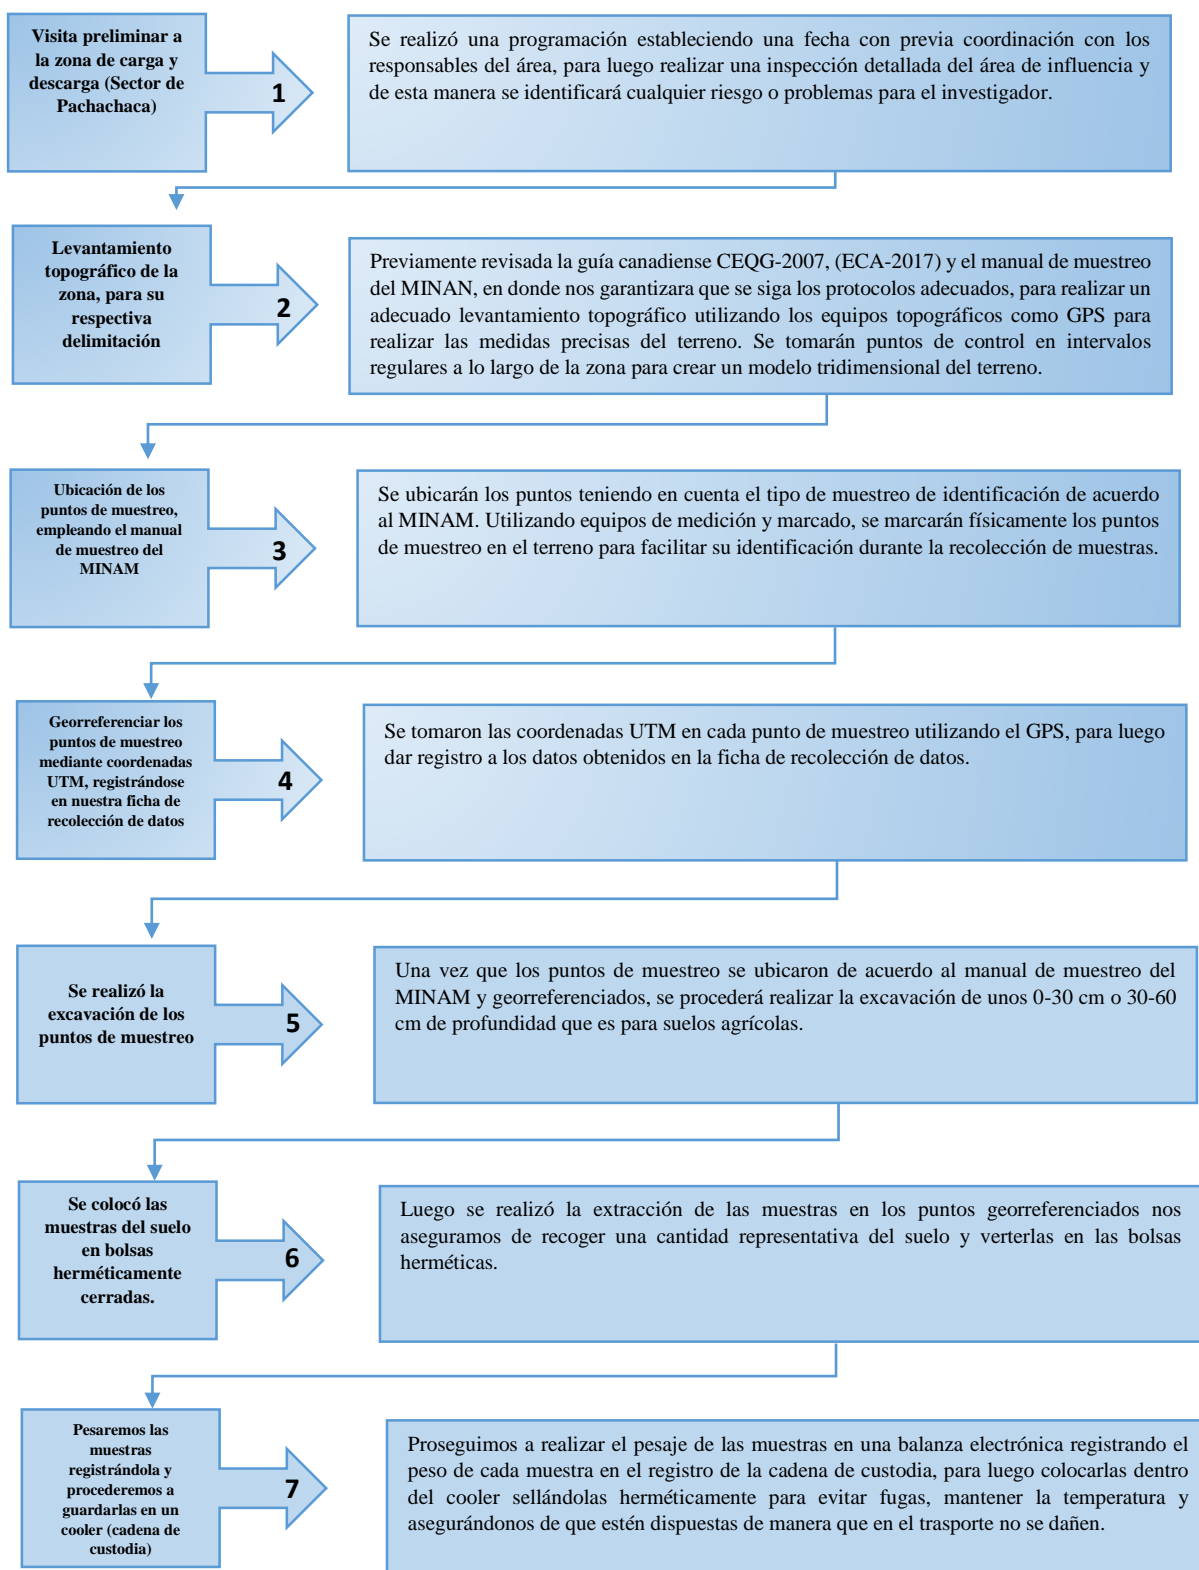 Visita preliminar a
la zona de carga y
descarga (Sector de
Pachachaca)
1
Se realizó una programación estableciendo una fecha con previa coordinación con los
responsables del área, para luego realizar una inspección detallada del área de influencia y
de esta manera se identificará cualquier riesgo o problemas para el investigador.
Levantamiento
topográfico de la
zona, para su
respectiva
delimitación
2
Previamente revisada la guía canadiense CEQG-2007, (ECA-2017) y el manual de muestreo
del MINAN, en donde nos garantizara que se siga los protocolos adecuados, para realizar un
adecuado levantamiento topográfico utilizando los equipos topográficos como GPS para
realizar las medidas precisas del terreno. Se tomarán puntos de control en intervalos
regulares a lo largo de la zona para crear un modelo tridimensional del terreno.
Ubicación de los
puntos de muestreo,
empleando el manual
de muestreo del
MINAM
3
Se ubicarán los puntos teniendo en cuenta el tipo de muestreo de identificación de acuerdo
al MINAM. Utilizando equipos de medición y marcado, se marcarán físicamente los puntos
de muestreo en el terreno para facilitar su identificación durante la recolección de muestras.
Georreferenciar los
puntos de muestreo
mediante coordenadas
UTM, registrándose
en nuestra ficha de
recolección de datos
4
Se tomaron las coordenadas UTM en cada punto de muestreo utilizando el GPS, para luego
dar registro a los datos obtenidos en la ficha de recolección de datos.
Se realizó la
excavación de los
puntos de muestreo
5
Una vez que los puntos de muestreo se ubicaron de acuerdo al manual de muestreo del
MINAM y georreferenciados, se procederá realizar la excavación de unos 0-30 cm o 30-60
cm de profundidad que es para suelos agrícolas.
Se colocó las
muestras del suelo
en bolsas
herméticamente
cerradas.
6
Luego se realizó la extracción de las muestras en los puntos georreferenciados nos
aseguramos de recoger una cantidad representativa del suelo y verterlas en las bolsas
herméticas.
Pesaremos las
muestras
registrándola y
procederemos a
guardarlas en un
cooler (cadena de
custodia)
7
Proseguimos a realizar el pesaje de las muestras en una balanza electrónica registrando el
peso de cada muestra en el registro de la cadena de custodia, para luego colocarlas dentro
del cooler sellándolas herméticamente para evitar fugas, mantener la temperatura y
asegurándonos de que estén dispuestas de manera que en el trasporte no se dañen.